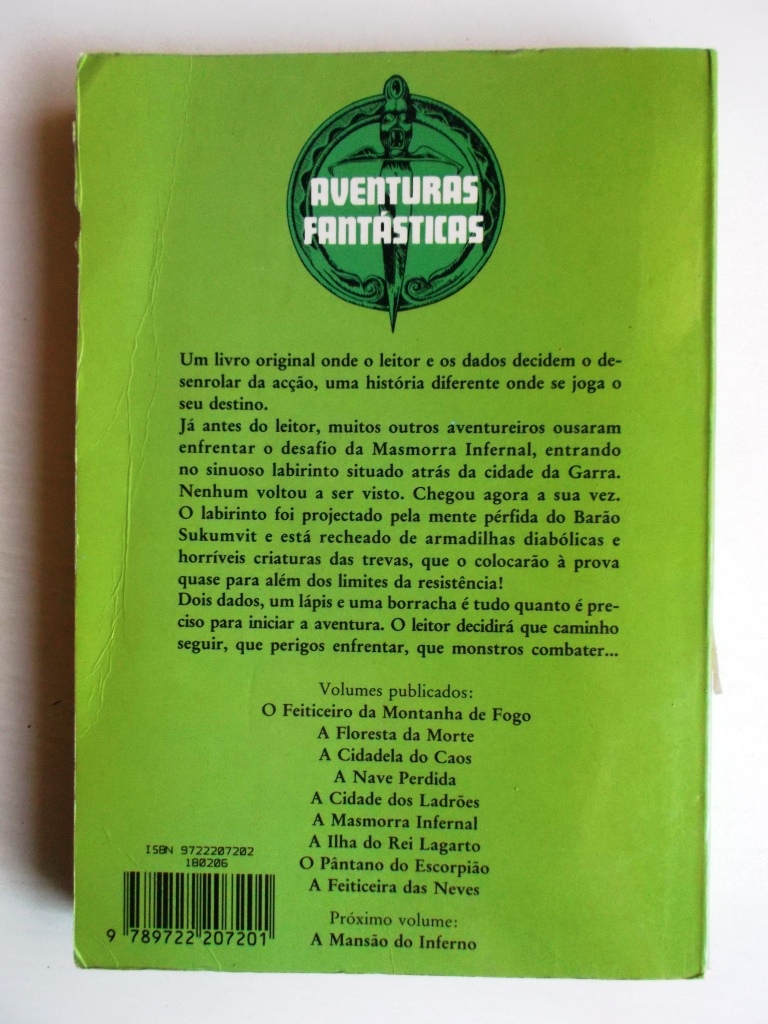 AVENTURAS
FANTÁSTICAS
Um livro original onde o leitor e os dados decidem o de-
senrolar da acção, uma história diferente onde se joga o
seu destino.
Já antes do leitor, muitos outros aventureiros ousaram
enfrentar o desafio da Masmorra Infernal, entrando
no sinuoso labirinto situado atrás da cidade da Garra.
Nenhum voltou a ser visto. Chegou agora a sua vez.
O labirinto foi projectado pela mente pérfida do Barão
Sukumvit e está recheado de armadilhas diabólicas e
horríveis criaturas das trevas, que o colocarão à prova
quase para além dos limites da resistência!
Dois dados, um lápis e uma borracha é tudo quanto é pre-
ciso para iniciar a aventura. O leitor decidirá que caminho
seguir, que perigos enfrentar, que monstros combater...
Volumes publicados:
O Feiticeiro da Montanha de Fogo
A Floresta da Morte
A Cidadela do Caos
A Nave Perdida
A Cidade dos Ladrões
A Masmorra Infernal
A Ilha do Rei Lagarto
O Pântano do Escorpião
A Feiticeira das Neves
Próximo volume:
A Mansão do Inferno
ISBN 9722207202
180206
9 789722 207201